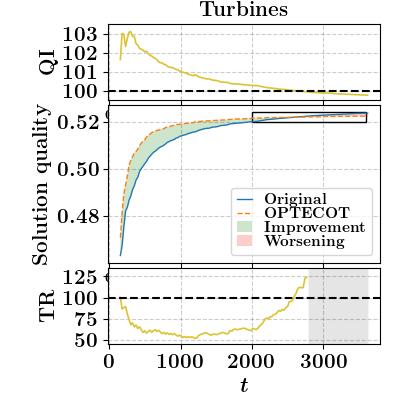 Turbines
QI
103
102
101
100
Solution quality
0.52
0.50
0.48
Original
OPTECOT
Improvement
Worsening
TR
125
100
75
50
0 1000 2000 3000
t